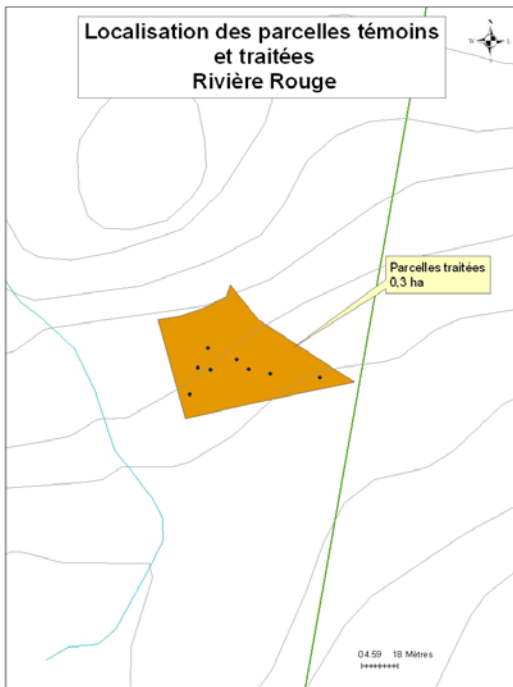 Localisation des parcelles témoins
et traitées
Rivière Rouge
W E
Parcelles traitées
0,3 ha
04.59 18 Mètres